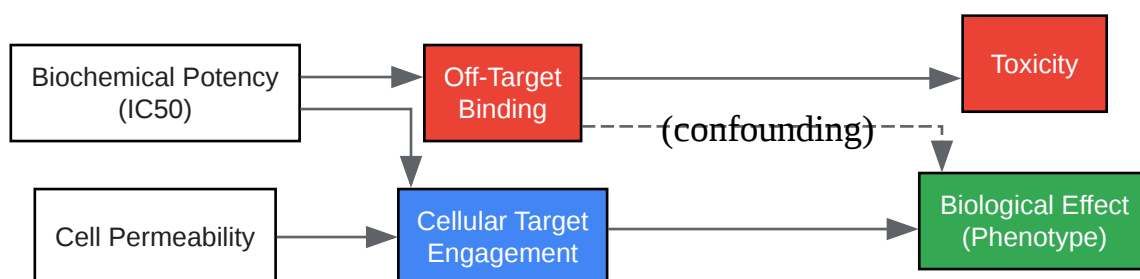 Biochemical Potency
(IC50)
Off-Target
Binding
Toxicity
(confounding)
Cell Permeability
Cellular Target
Engagement
Biological Effect
(Phenotype)